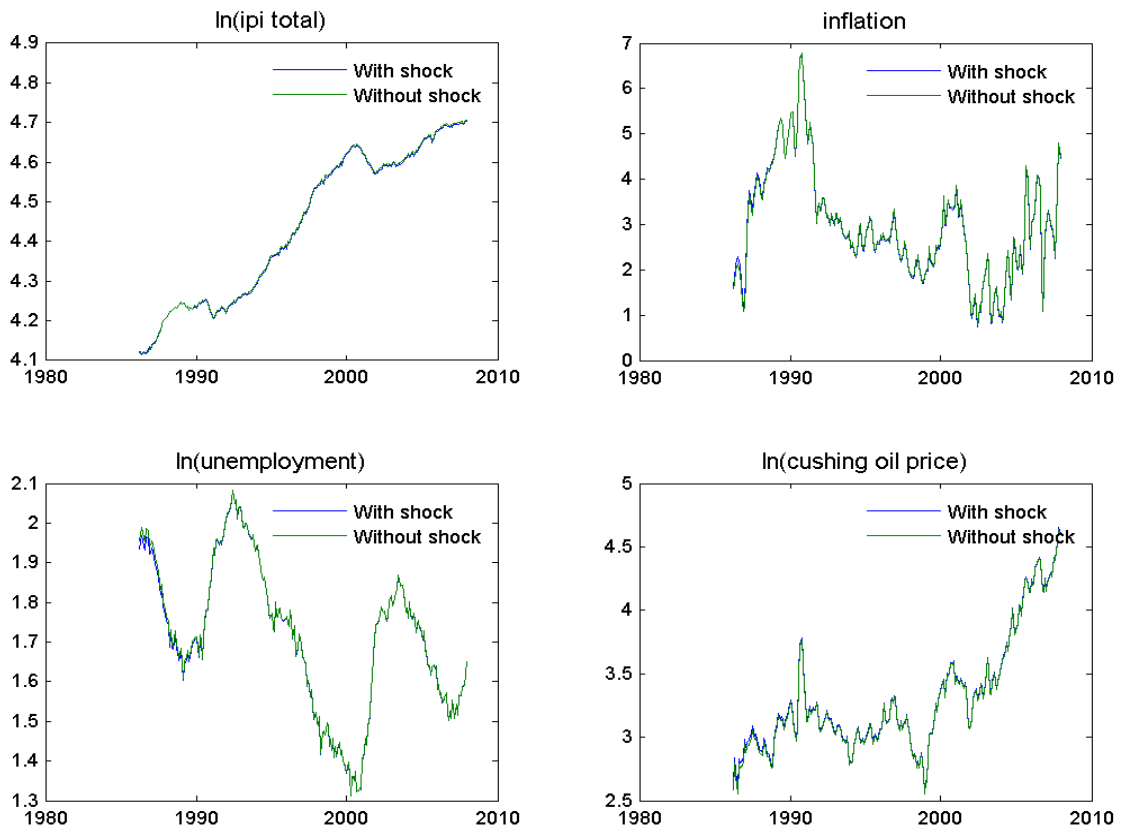 ln(ipi total)
4.9
4.8
4.7
4.6
4.5
4.4
4.3
4.2
4.1
1980 1990 2000 2010
With shock
Without shock
inflation
7
6
5
4
3
2
1
0
1980 1990 2000 2010
With shock
Without shock
ln(unemployment)
2.1
2
1.9
1.8
1.7
1.6
1.5
1.4
1.3
1980 1990 2000 2010
With shock
Without shock
ln(cushing oil price)
5
4.5
4
3.5
3
2.5
1980 1990 2000 2010
With shock
Without shock